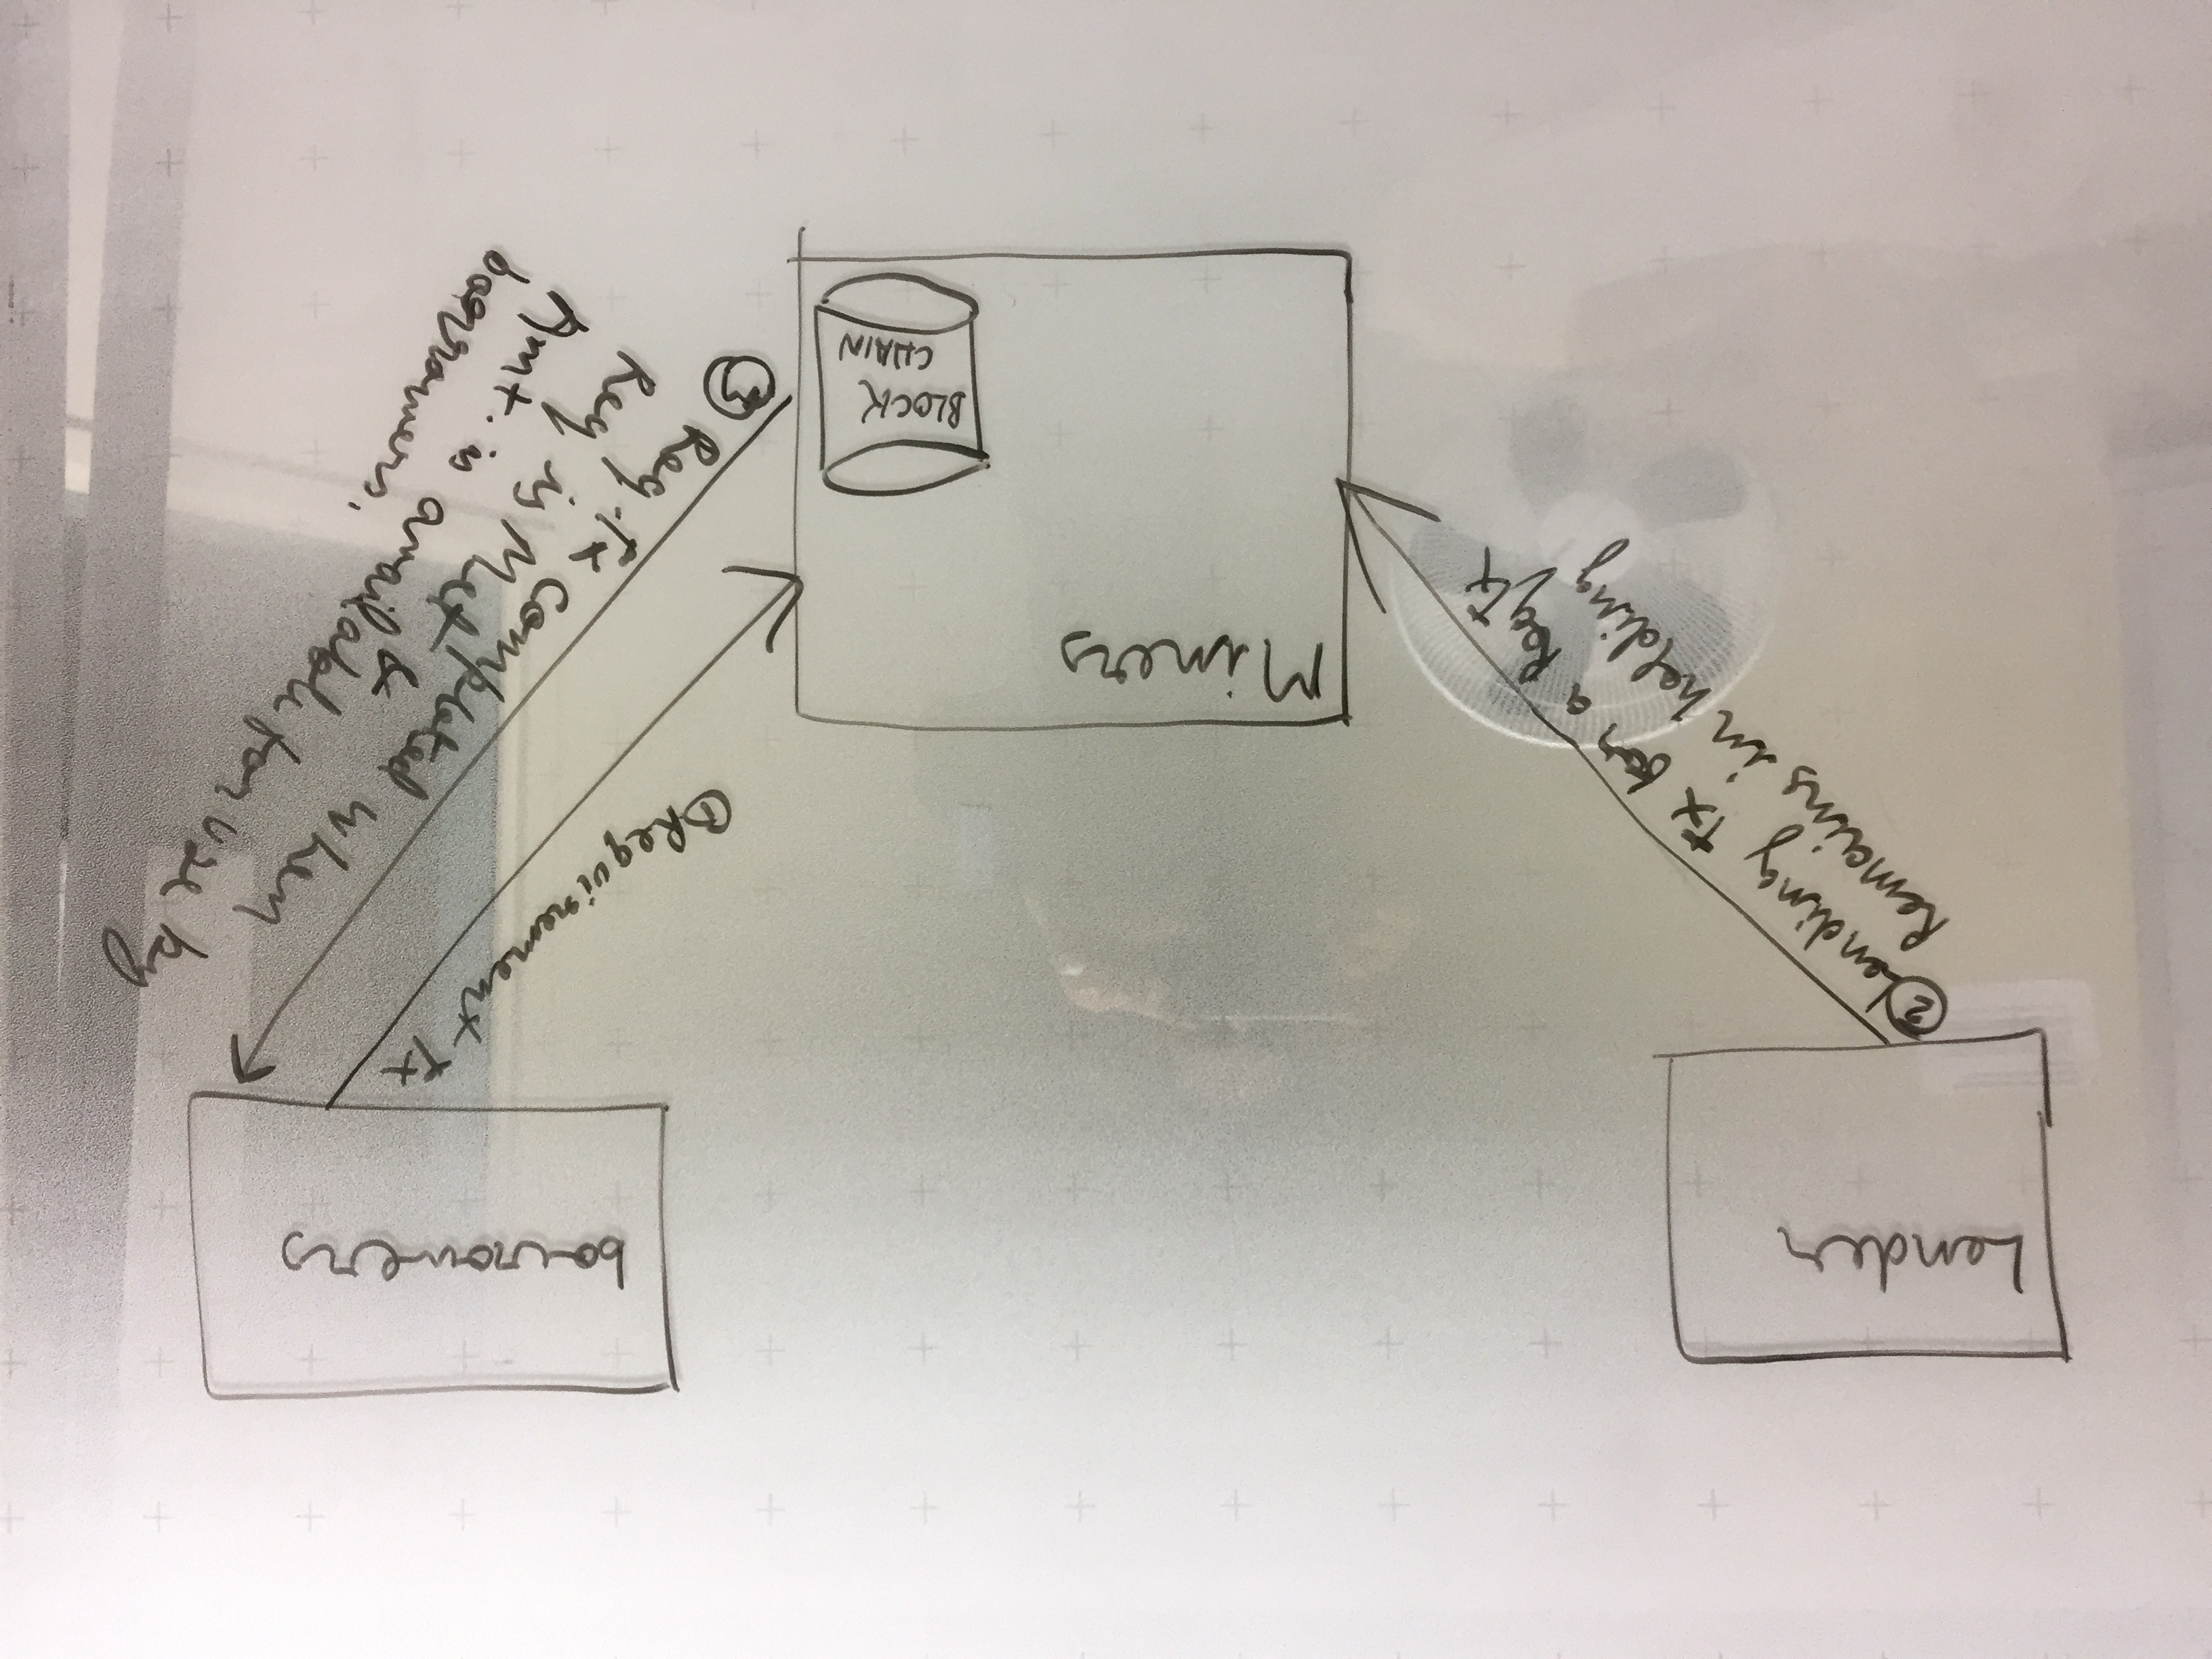 Lender
borrowers
① Requirement Tx
② Lending Tx for a Req Tx
Remains in holding
Miners
BLOCK
CHAIN
③ Req. Tx completed when
Req is Met &
Amt. is available for use by
borrowers.